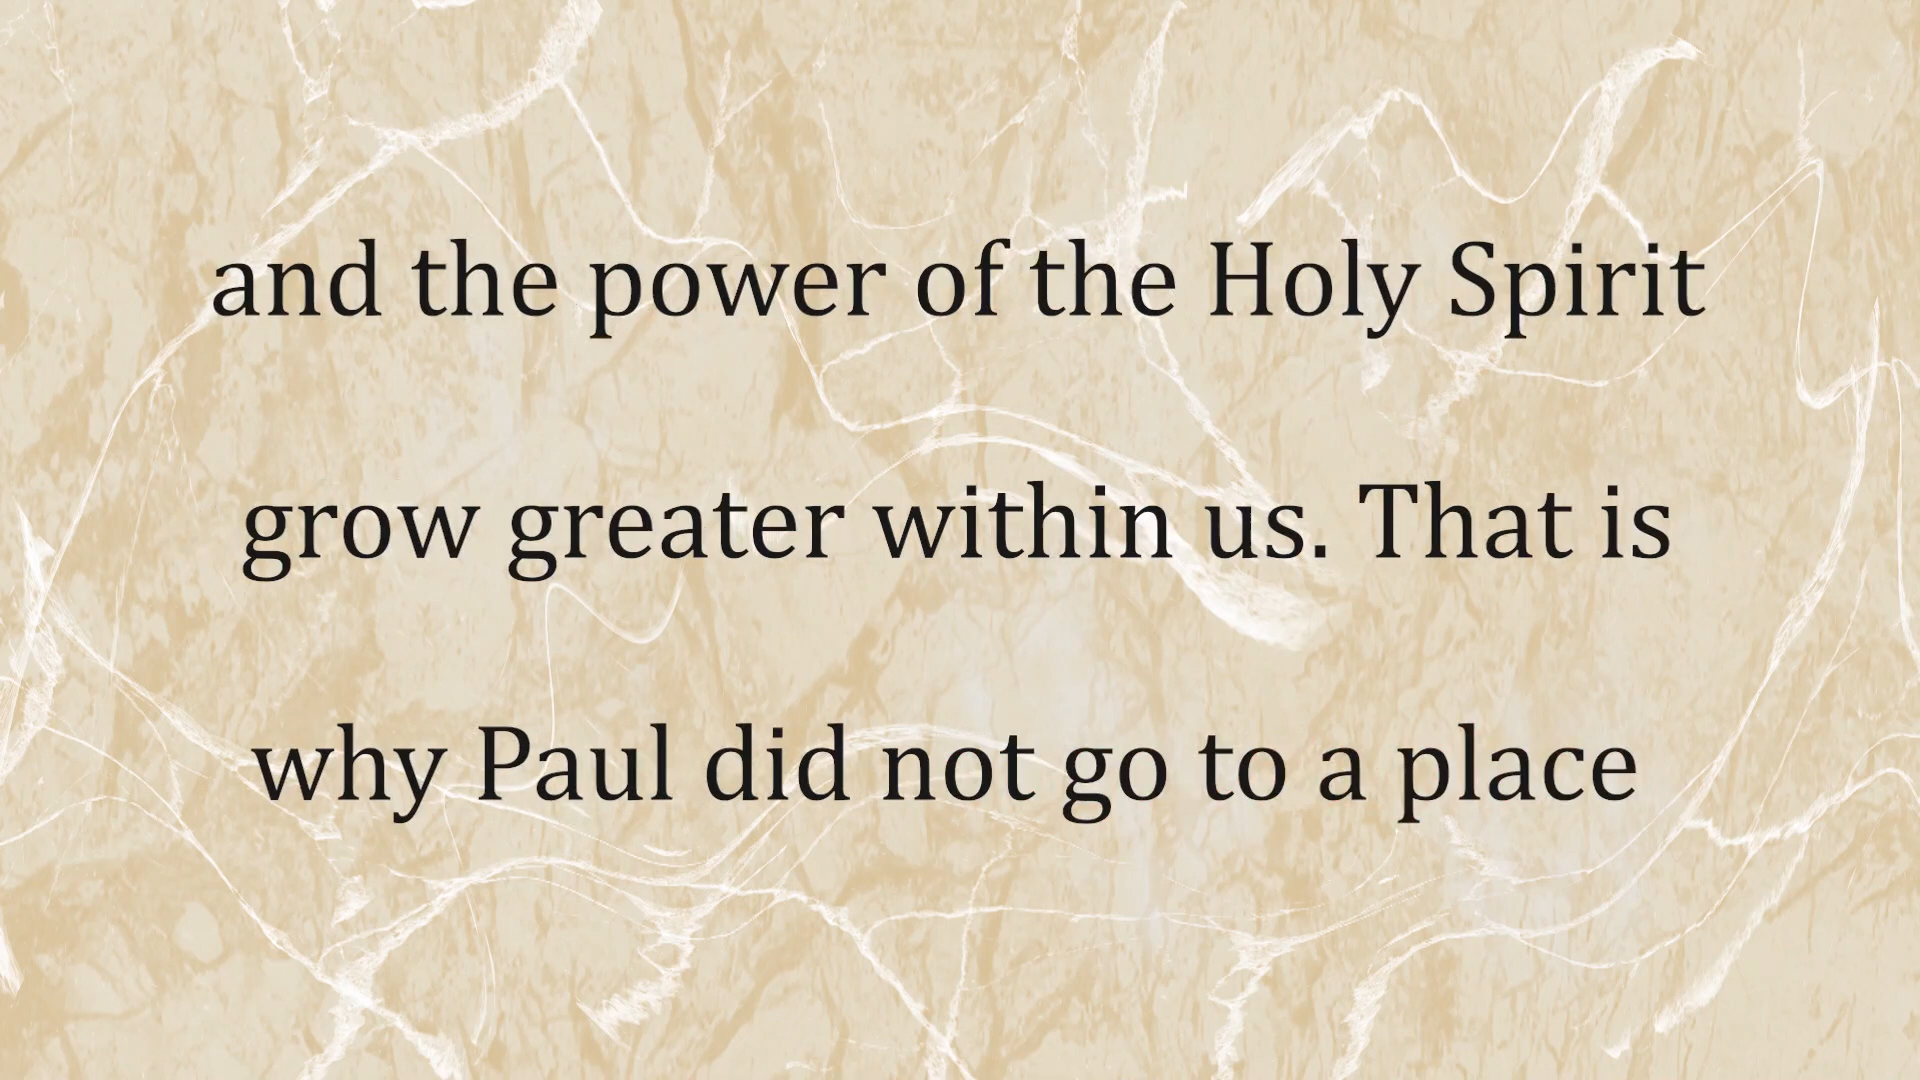 and the power of the Holy Spirit
grow greater within us. That is
why Paul did not go to a place